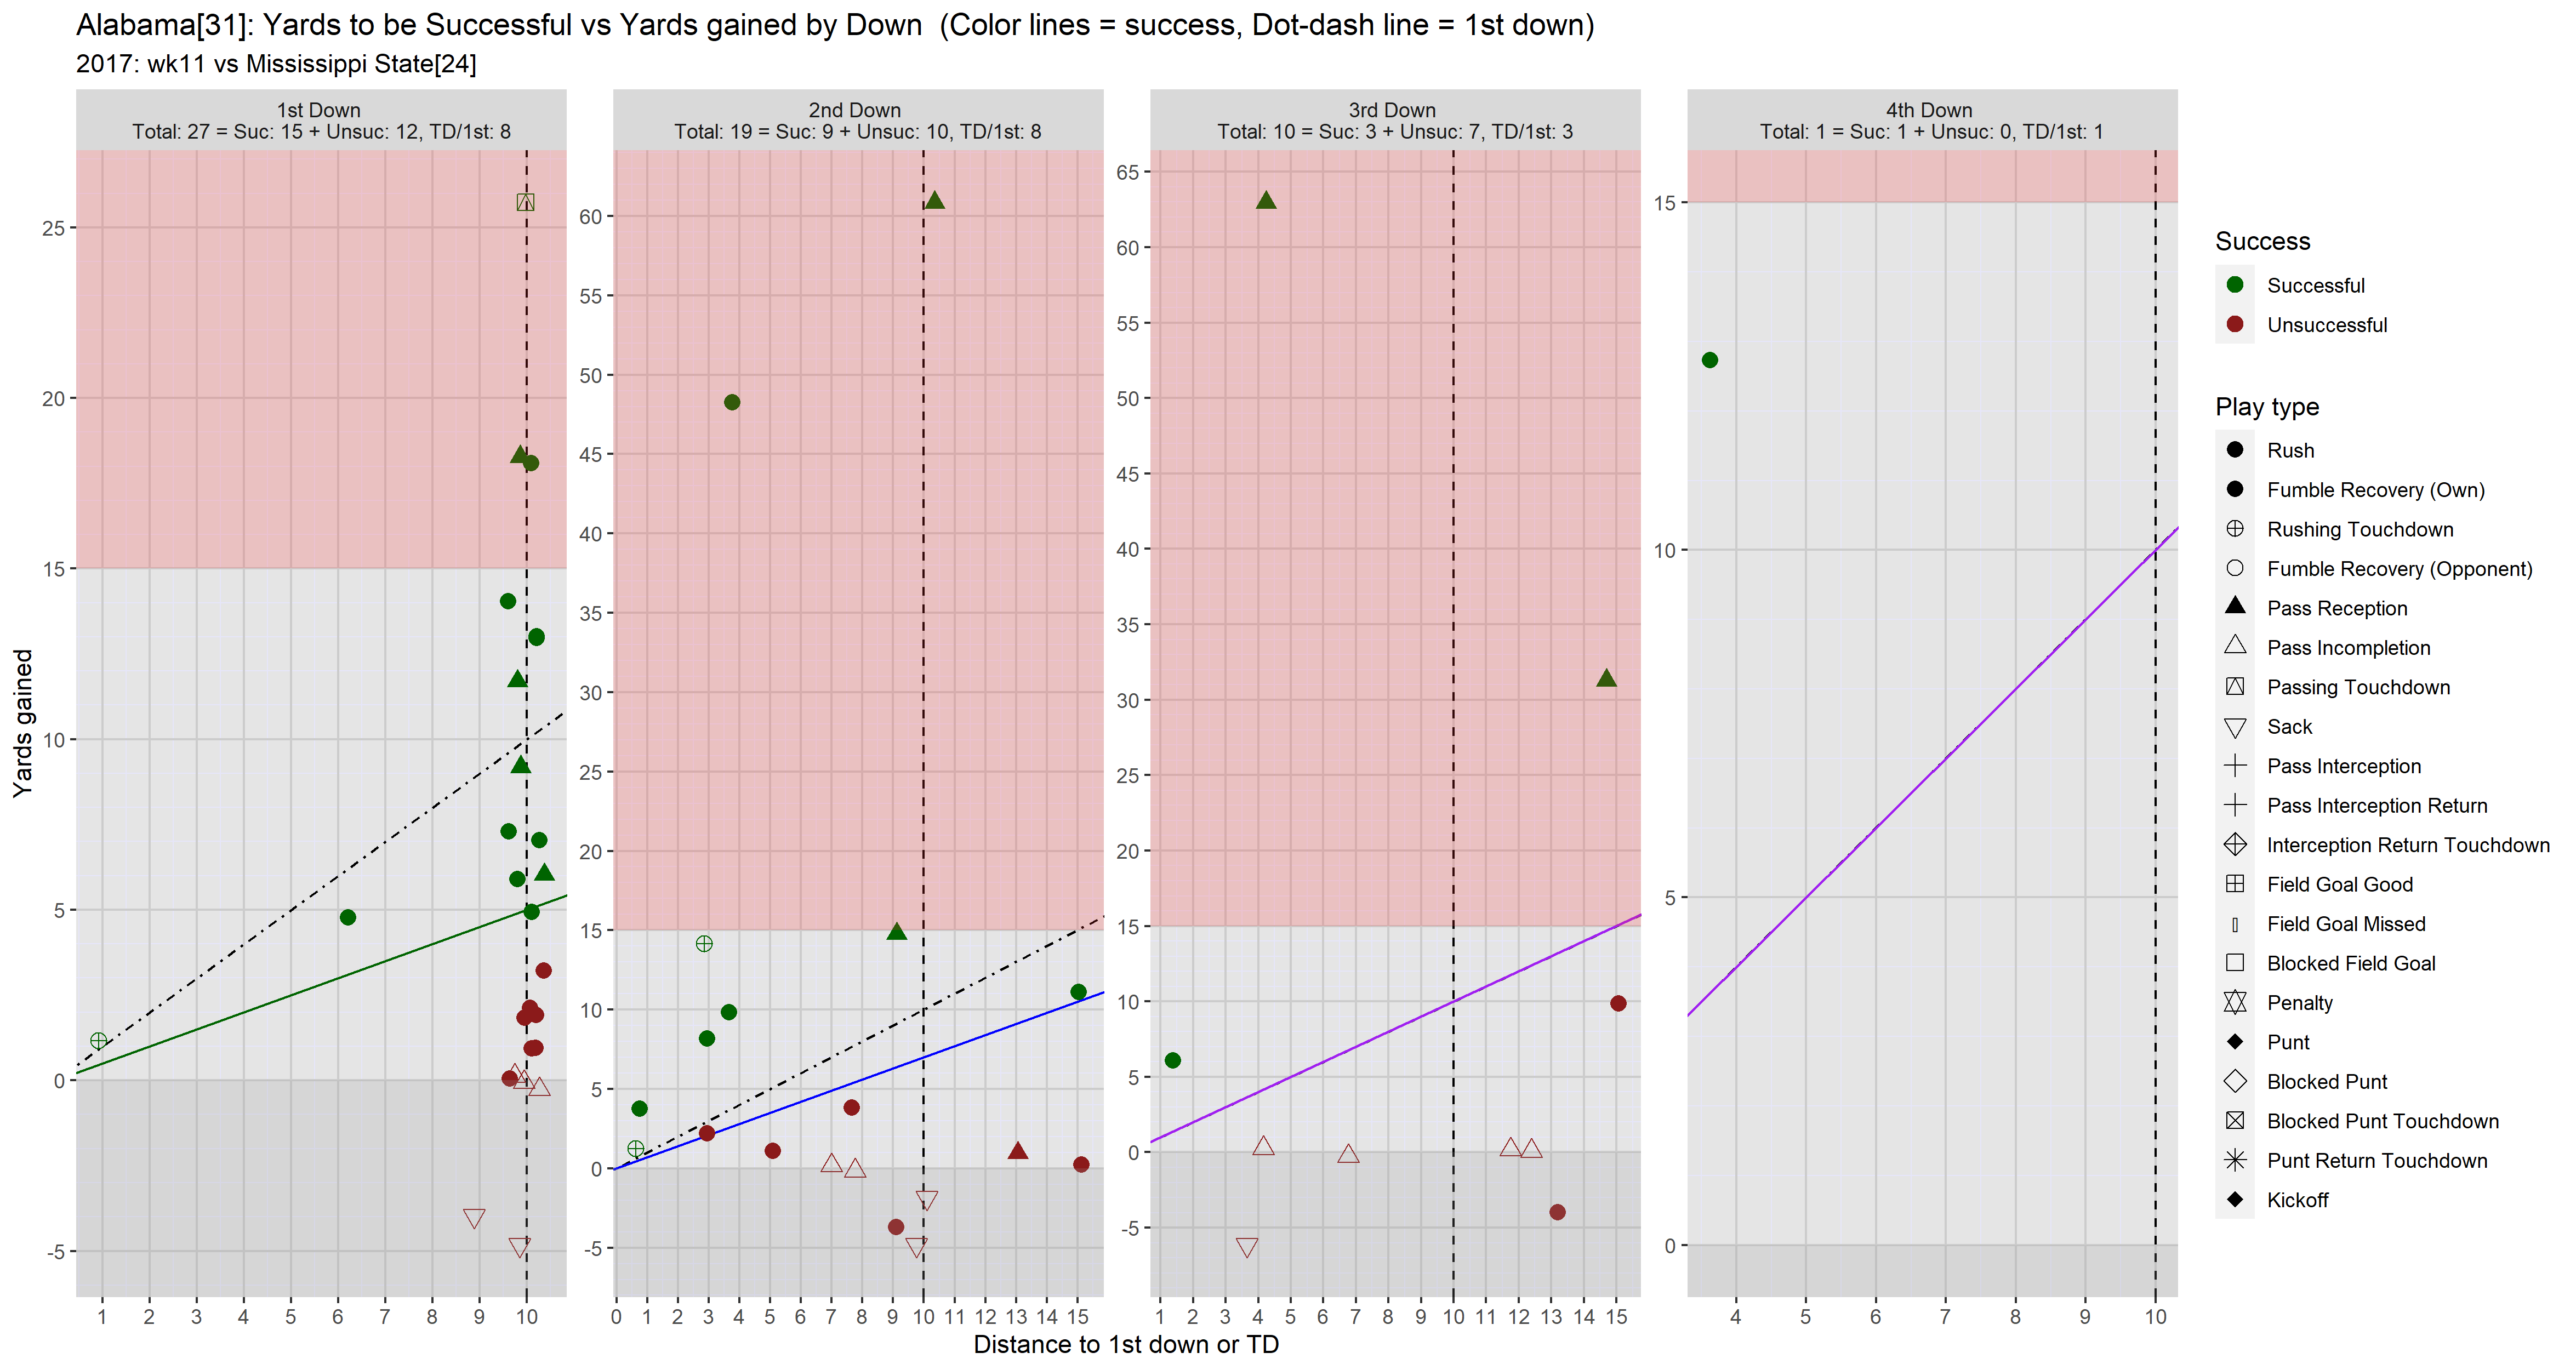 Alabama[31]: Yards to be Successful vs Yards gained by Down  (Color lines = success, Dot-dash line = 1st down)
2017: wk11 vs Mississippi State[24]
1st Down
Total: 27 = Suc: 15 + Unsuc: 12, TD/1st: 8
2nd Down
Total: 19 = Suc: 9 + Unsuc: 10, TD/1st: 8
3rd Down
Total: 10 = Suc: 3 + Unsuc: 7, TD/1st: 3
4th Down
Total: 1 = Suc: 1 + Unsuc: 0, TD/1st: 1
Yards gained
25
20
15
10
5
0
-5
60
55
50
45
40
35
30
25
20
15
10
5
0
-5
65
60
55
50
45
40
35
30
25
20
15
10
5
0
-5
15
10
5
0
1 2 3 4 5 6 7 8 9 10
0 1 2 3 4 5 6 7 8 9 10 11 12 13 14 15
1 2 3 4 5 6 7 8 9 10 11 12 13 14 15
4 5 6 7 8 9 10
Distance to 1st down or TD
Success
Successful
Unsuccessful
Play type
Rush
Fumble Recovery (Own)
Rushing Touchdown
Fumble Recovery (Opponent)
Pass Reception
Pass Incompletion
Passing Touchdown
Sack
Pass Interception
Pass Interception Return
Interception Return Touchdown
Field Goal Good
Field Goal Missed
Blocked Field Goal
Penalty
Punt
Blocked Punt
Blocked Punt Touchdown
Punt Return Touchdown
Kickoff